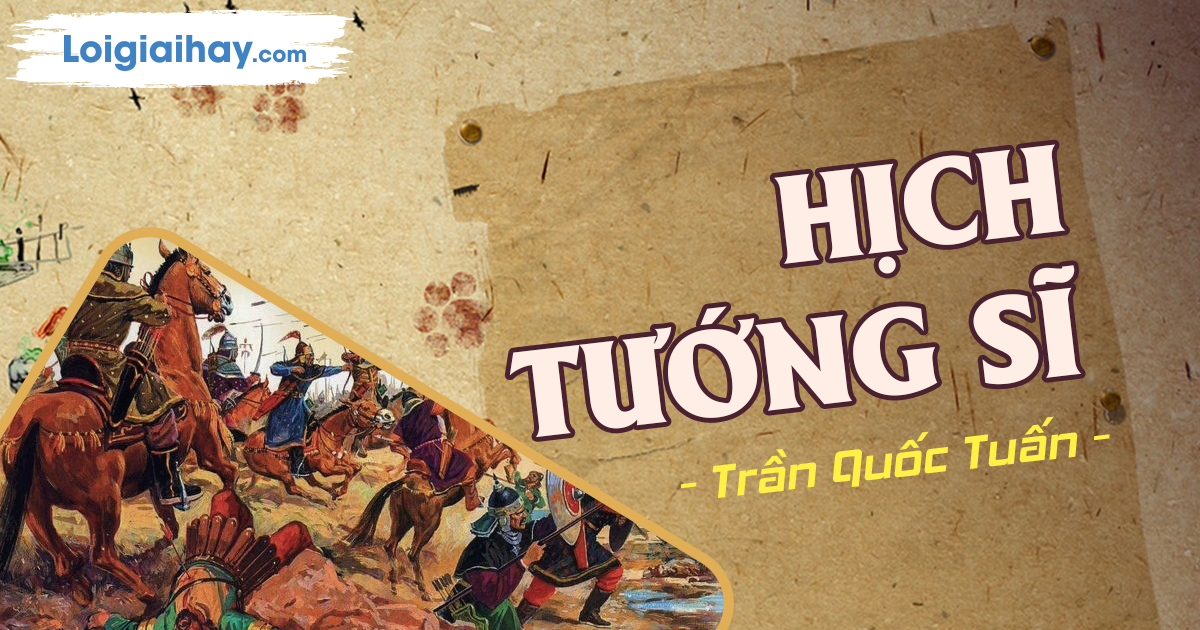 Loigiaihay.com
HỊCH
TƯỚNG SĨ
- Trần Quốc Tuấn -